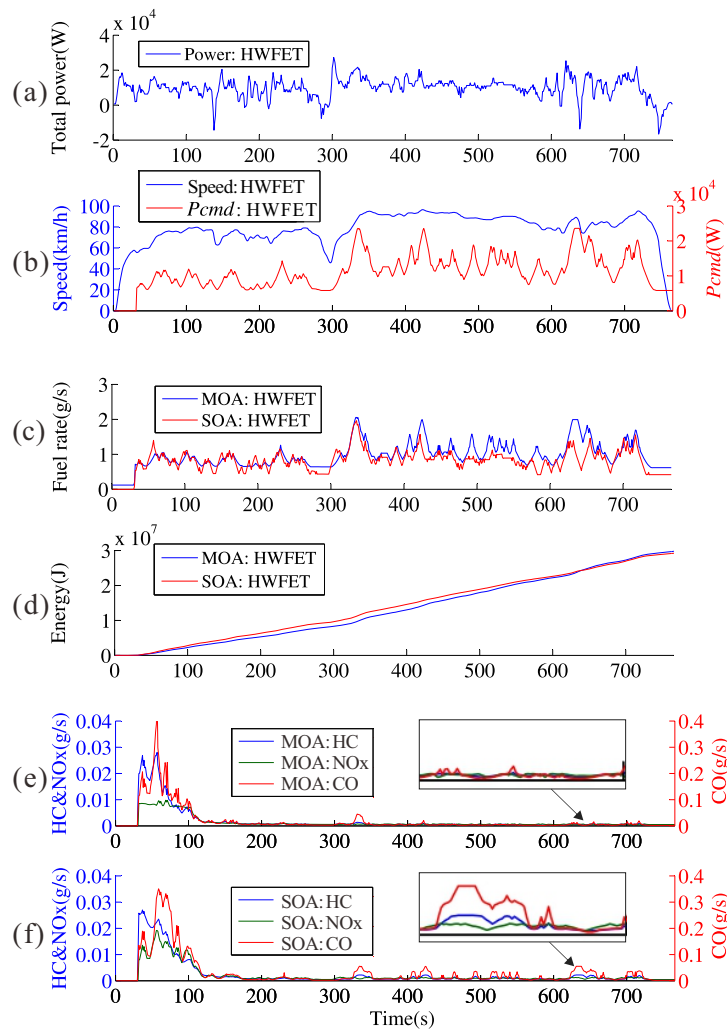 x 10^4
4
2
0
-2
Total power(W)
Power: HWFET
(a)
0 100 200 300 400 500 600 700
Speed:HWFET
Pcmd: HWFET
x 10^4
100
80
60
40
20
0
Speed(km/h)
3
2
1
0
Pcmd(W)
(b)
0 100 200 300 400 500 600 700
3
2
1
0
Fuel rate(g/s)
MOA: HWFET
SOA: HWFET
(c)
0 100 200 300 400 500 600 700
x 10^7
3
2
1
0
Energy(J)
MOA: HWFET
SOA: HWFET
(d)
0 100 200 300 400 500 600 700
0.04
0.03
0.02
0.01
0
HC&NOx(g/s)
MOA:HC
MOA:NOx
MOA:CO
0.4
0.3
0.2
0.1
0
CO(g/s)
(e)
0 100 200 300 400 500 600 700
0.04
0.03
0.02
0.01
0
HC&NOx(g/s)
SOA:HC
SOA:NOx
SOA:CO
0.4
0.3
0.2
0.1
0
CO(g/s)
(f)
0 100 200 300 400 500 600 700
Time(s)